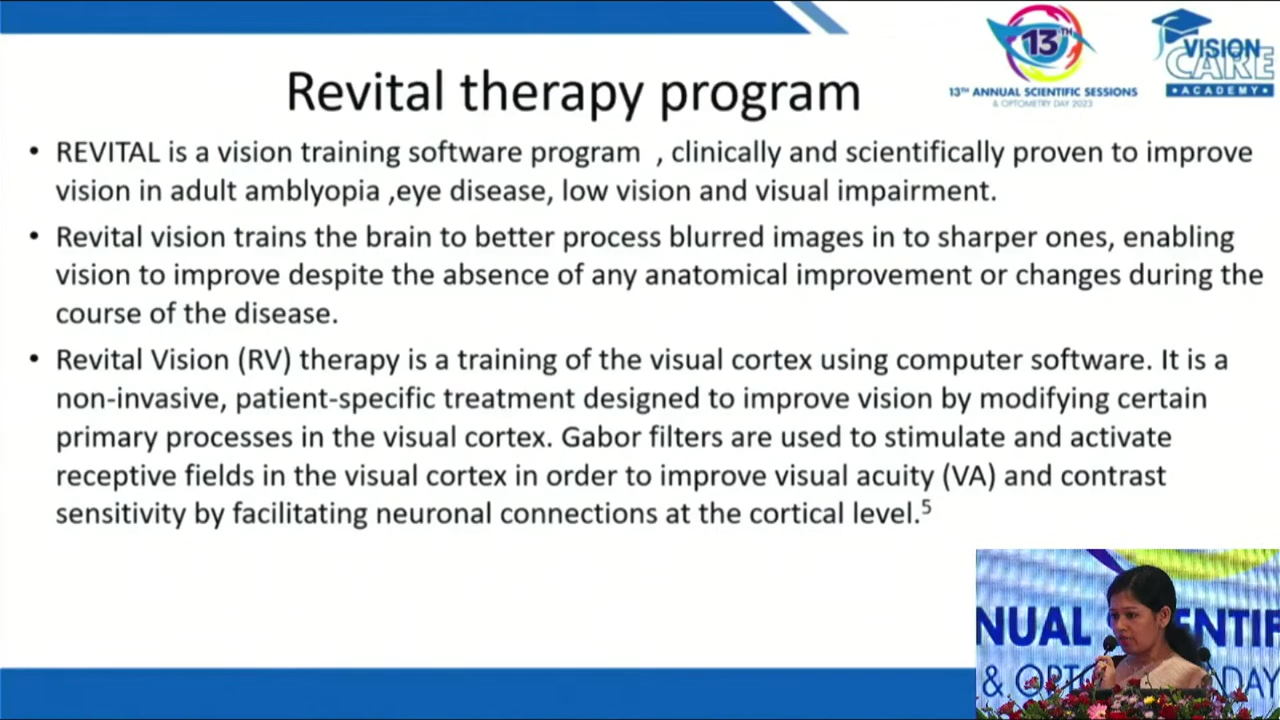 Revital therapy program
13TH
13TH ANNUAL SCIENTIFIC SESSIONS
& OPTOMETRY DAY 2023
VISION
CARE
• ACADEMY •
• REVITAL is a vision training software program , clinically and scientifically proven to improve
vision in adult amblyopia ,eye disease, low vision and visual impairment.
• Revital vision trains the brain to better process blurred images in to sharper ones, enabling
vision to improve despite the absence of any anatomical improvement or changes during the
course of the disease.
• Revital Vision (RV) therapy is a training of the visual cortex using computer software. It is a
non-invasive, patient-specific treatment designed to improve vision by modifying certain
primary processes in the visual cortex. Gabor filters are used to stimulate and activate
receptive fields in the visual cortex in order to improve visual acuity (VA) and contrast
sensitivity by facilitating neuronal connections at the cortical level.5
NUAL S ENTIF
& OPTO DAY